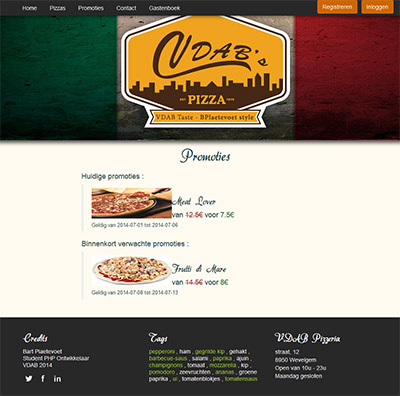 Home Pizzas Promoties Contact Gastenboek Registreren Inloggen
VDAB's
EST PIZZA 1978
VDAB Taste - BPlaetevoet style
Promoties
Huidige promoties :
Meat Lover
van 12.5€ voor 7.5€
Geldig van 2014-07-01 tot 2014-07-06
Binnenkort verwachte promoties :
Frutti di Mare
van 14.5€ voor 8€
Geldig van 2014-07-08 tot 2014-07-13
Credits
Bart Plaetevoet
Student PHP Ontwikkelaar
VDAB 2014
Tags
pepperoni , ham , gegrilde kip , gehakt ,
barbecue-saus , salami , paprika , ajuin ,
champignons , tomaat , mozzarella , kip ,
pomodoro , zeevruchten , ananas , groene
paprika , ui , tomatenblokjes , tomatensaus
VDAB Pizzeria
straat, 12
8950 Wevelgem
Open van 10u - 23u
Maandag gesloten